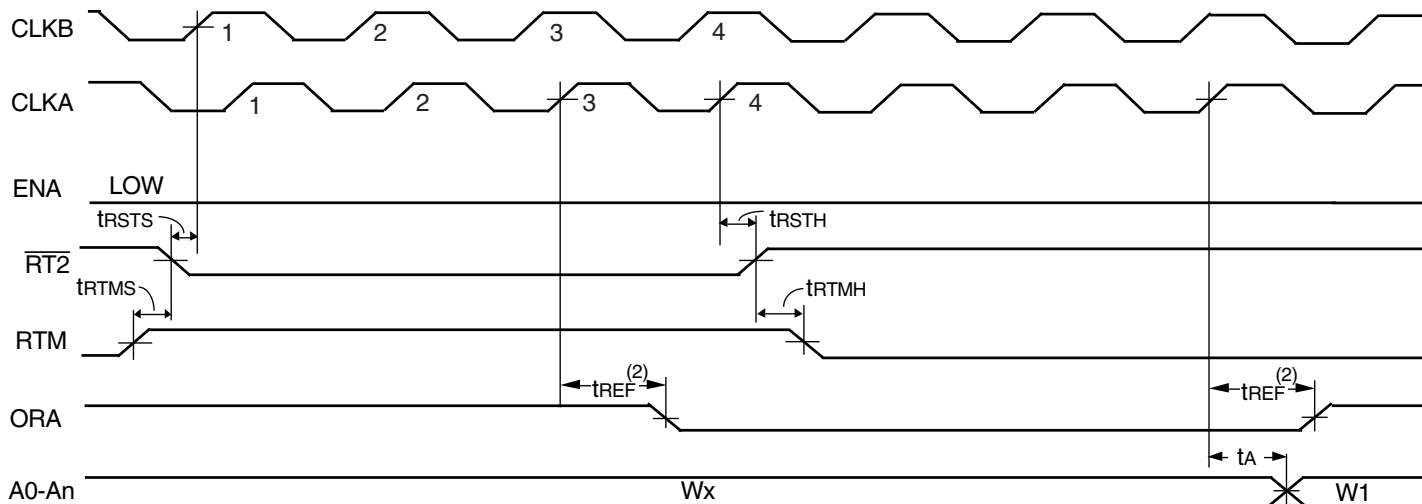 CLKB 1 2 3 4
CLKA 1 2 3 4
ENA LOW
tRSTS tRSTH
RT2
tRTMS tRTMH
RTM
tREF(2) tREF(2)
ORA
tA
A0-An Wx W1